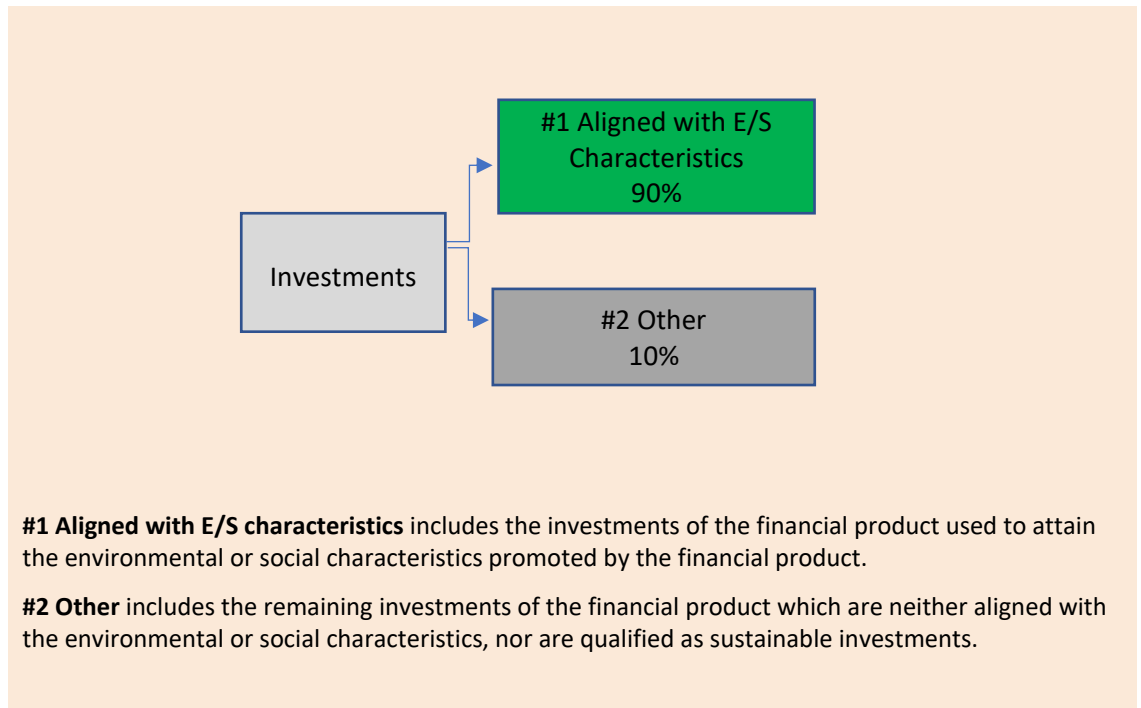 #1 Aligned with E/S
Characteristics
90%
Investments
#2 Other
10%
#1 Aligned with E/S characteristics includes the investments of the financial product used to attain
the environmental or social characteristics promoted by the financial product.
#2 Other includes the remaining investments of the financial product which are neither aligned with
the environmental or social characteristics, nor are qualified as sustainable investments.